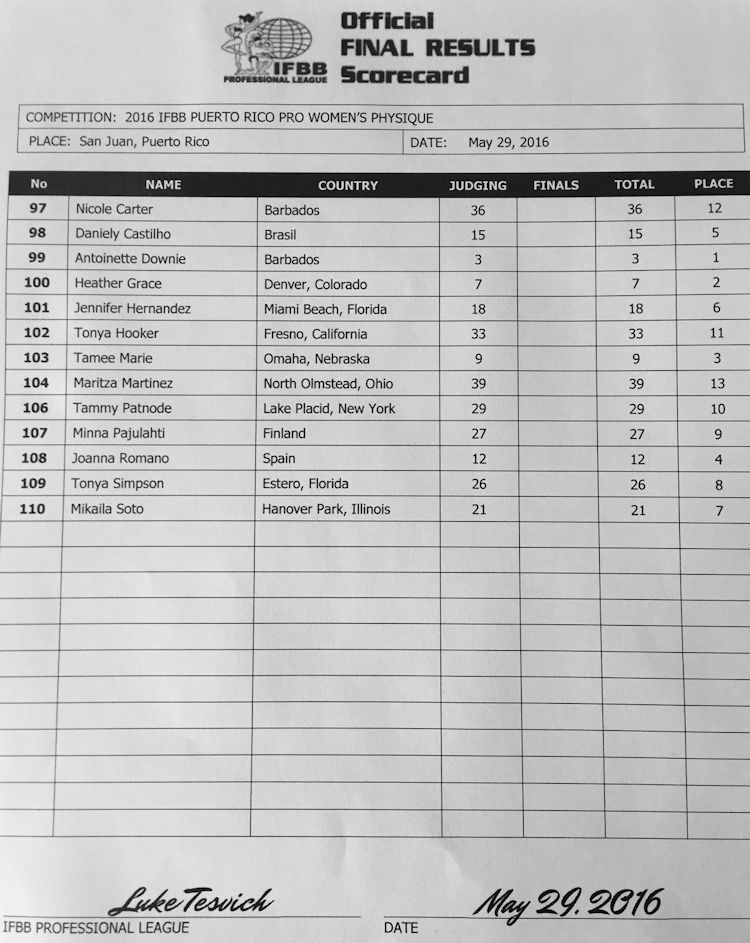 Official
FINAL RESULTS
Scorecard
IFBB
PROFESSIONAL LEAGUE
COMPETITION: 2016 IFBB PUERTO RICO PRO WOMEN'S PHYSIQUE
PLACE: San Juan, Puerto Rico DATE: May 29, 2016
No NAME COUNTRY JUDGING FINALS TOTAL PLACE
97 Nicole Carter Barbados 36 36 12
98 Daniely Castilho Brasil 15 15 5
99 Antoinette Downie Barbados 3 3 1
100 Heather Grace Denver, Colorado 7 7 2
101 Jennifer Hernandez Miami Beach, Florida 18 18 6
102 Tonya Hooker Fresno, California 33 33 11
103 Tamee Marie Omaha, Nebraska 9 9 3
104 Maritza Martinez North Olmstead, Ohio 39 39 13
106 Tammy Patnode Lake Placid, New York 29 29 10
107 Minna Pajulahti Finland 27 27 9
108 Joanna Romano Spain 12 12 4
109 Tonya Simpson Estero, Florida 26 26 8
110 Mikaila Soto Hanover Park, Illinois 21 21 7
Luke Tesvich May 29, 2016
IFBB PROFESSIONAL LEAGUE DATE